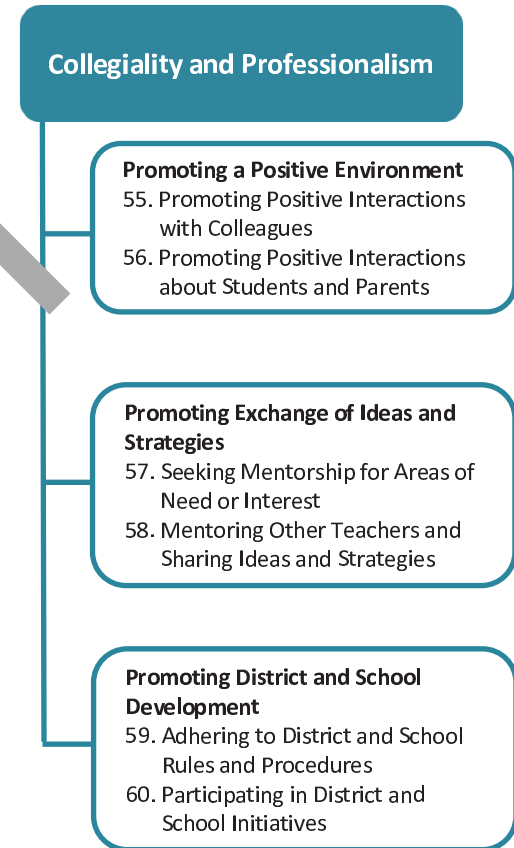 Collegiality and Professionalism
Promoting a Positive Environment
55. Promoting Positive Interactions
with Colleagues
56. Promoting Positive Interactions
about Students and Parents
Promoting Exchange of Ideas and
Strategies
57. Seeking Mentorship for Areas of
Need or Interest
58. Mentoring Other Teachers and
Sharing Ideas and Strategies
Promoting District and School
Development
59. Adhering to District and School
Rules and Procedures
60. Participating in District and
School Initiatives